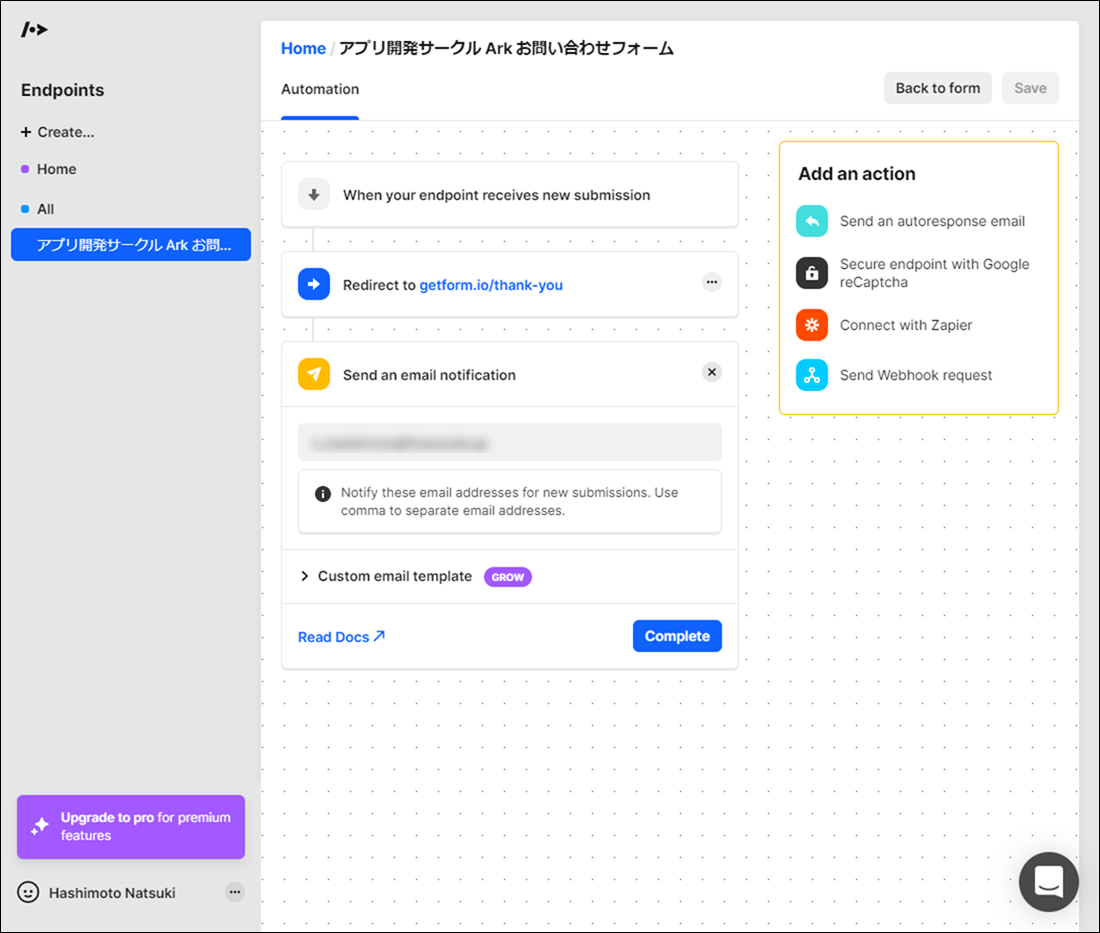 Endpoints
+ Create...
Home
All
アプリ開発サークル Ark お問...
Upgrade to pro for premium
features
Hashimoto Natsuki
Home / アプリ開発サークル Ark お問い合わせフォーム
Automation
Back to form
Save
When your endpoint receives new submission
Redirect to getform.io/thank-you
Send an email notification
Notify these email addresses for new submissions. Use
comma to separate email addresses.
Custom email template GROW
Read Docs
Complete
Add an action
Send an autoresponse email
Secure endpoint with Google
reCaptcha
Connect with Zapier
Send Webhook request